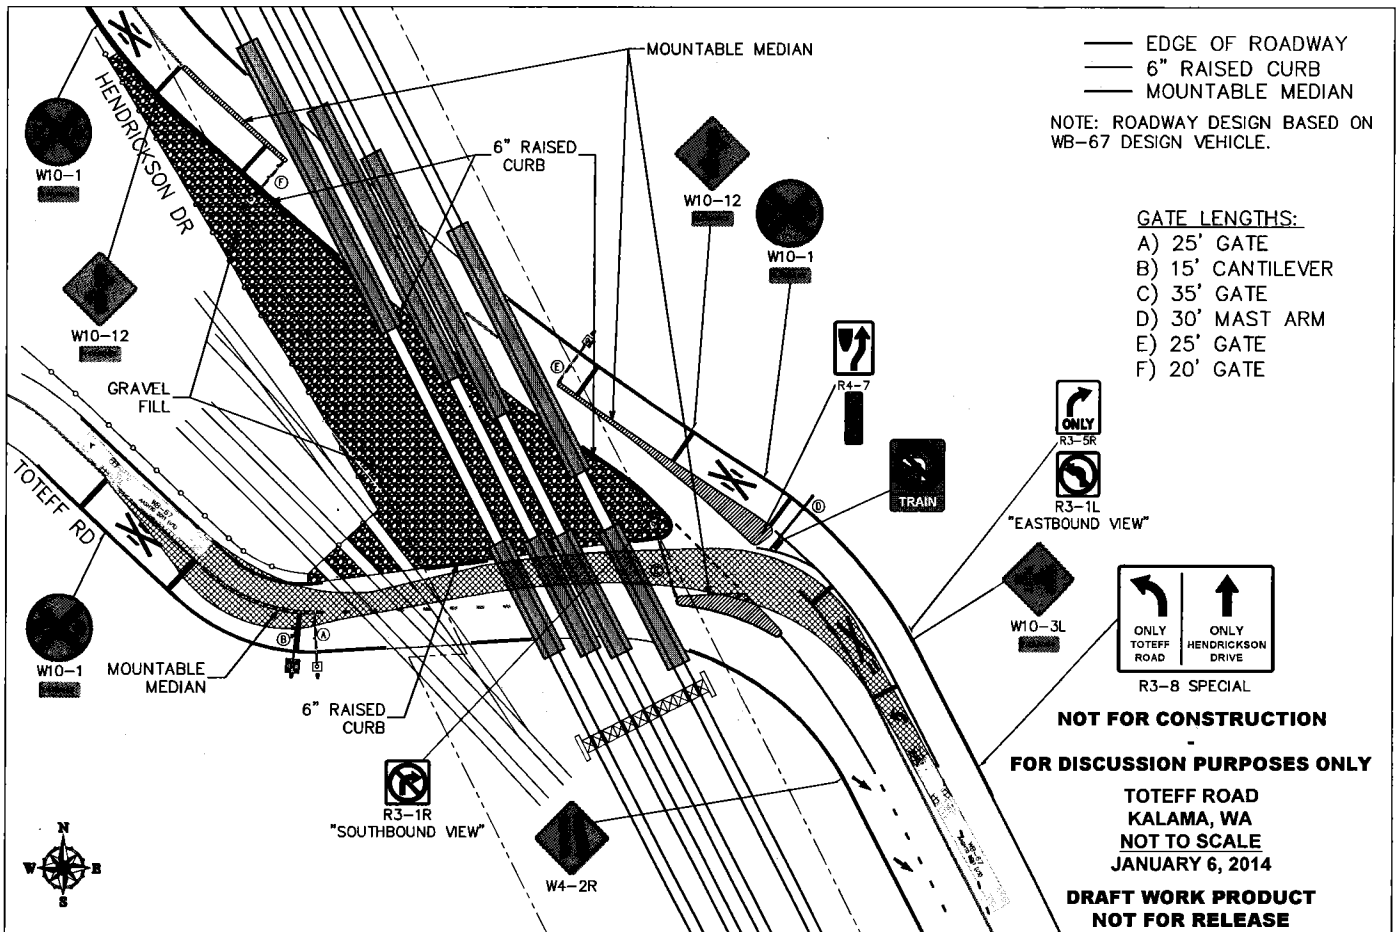 MOUNTABLE MEDIAN
EDGE OF ROADWAY
6" RAISED CURB
MOUNTABLE MEDIAN
NOTE: ROADWAY DESIGN BASED ON
WB-67 DESIGN VEHICLE.
HENDRICKSON DR
W10-1
6" RAISED
CURB
F
W10-12
W10-1
GATE LENGTHS:
A) 25' GATE
B) 15' CANTILEVER
C) 35' GATE
D) 30' MAST ARM
E) 25' GATE
F) 20' GATE
W10-12
GRAVEL
FILL
E
R4-7
ONLY
R3-5R
R3-1L
"EASTBOUND VIEW"
TRAIN
D
TOTEFF RD
WB-67
W10-3L
ONLY
TOTEFF
ROAD
ONLY
HENDRICKSON
DRIVE
R3-8 SPECIAL
W10-1
B
A
MOUNTABLE
MEDIAN
6" RAISED
CURB
R3-1R
"SOUTHBOUND VIEW"
W4-2R
NOT FOR CONSTRUCTION
-
FOR DISCUSSION PURPOSES ONLY
TOTEFF ROAD
KALAMA, WA
NOT TO SCALE
JANUARY 6, 2014
DRAFT WORK PRODUCT
NOT FOR RELEASE
N
W
E
S